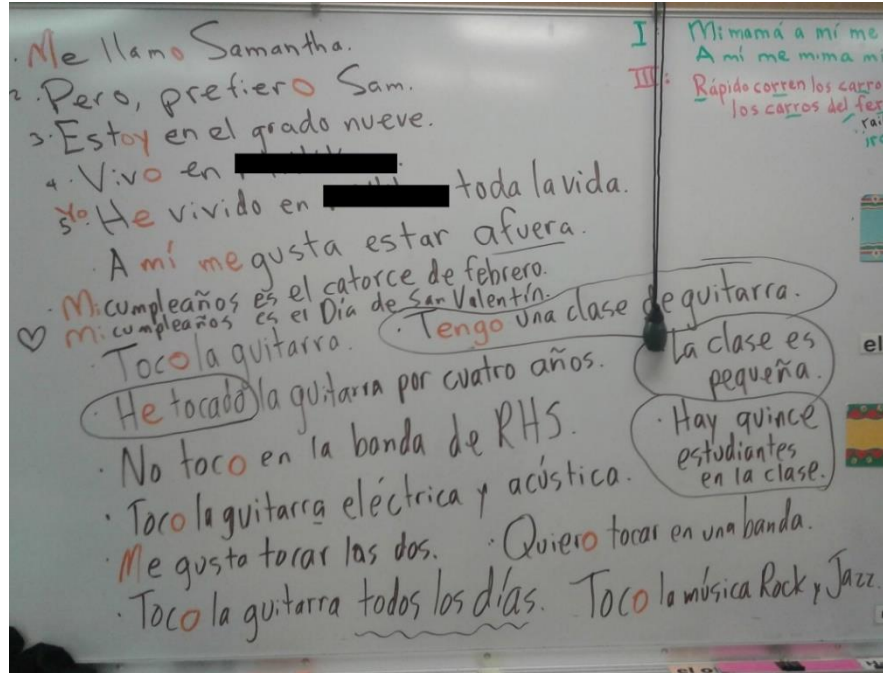 1. Me llamo Samantha.
2. Pero, prefiero Sam.
3. Estoy en el grado nueve.
4. Vivo en
5. Yo He vivido en toda la vida.
· A mí me gusta estar afuera.
· Mi cumpleaños es el catorce de febrero.
♡ Mi cumpleaños es el Día de San Valentín.
· Tengo una clase de guitarra.
· Toco la guitarra.
· La clase es
pequeña.
· He tocado la guitarra por cuatro años.
· Hay quince
estudiantes
en la clase.
· No toco en la banda de RHS.
· Toco la guitarra eléctrica y acústica.
· Me gusta tocar las dos.
· Quiero tocar en una banda.
· Toco la guitarra todos los días.
Toco la música Rock y Jazz.
I: Mi mamá a mí me
A mí me mima mi
III: Rápido corren los carro
los carros del fer
el